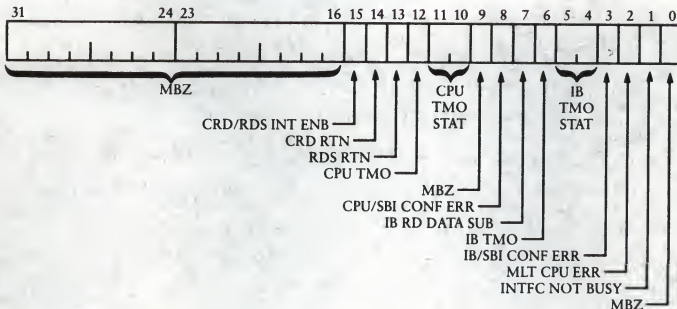 31 24 23 16 15 14 13 12 11 10 9 8 7 6 5 4 3 2 1 0
MBZ
CPU
TMO
STAT
IB
TMO
STAT
CRD/RDS INT ENB
CRD RTN
RDS RTN
CPU TMO
MBZ
CPU/SBI CONF ERR
IB RD DATA SUB
IB TMO
IB/SBI CONF ERR
MLT CPU ERR
INTFC NOT BUSY
MBZ